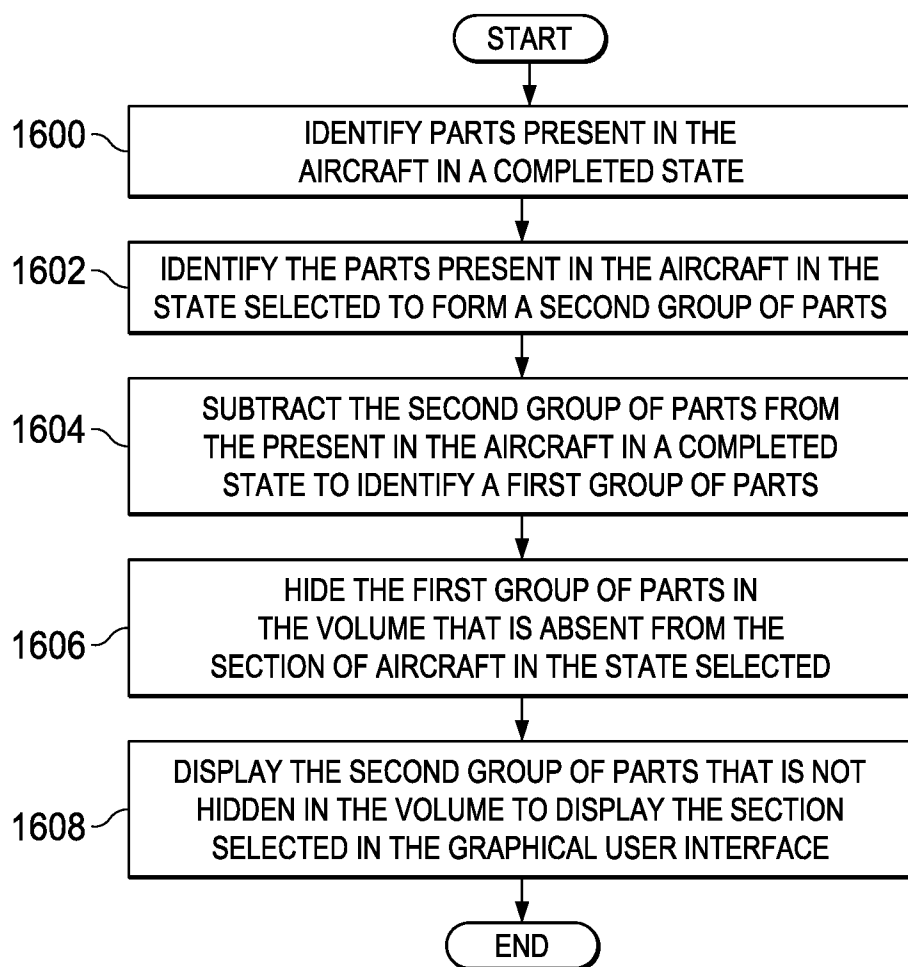 START
1600
IDENTIFY PARTS PRESENT IN THE
AIRCRAFT IN A COMPLETED STATE
1602
IDENTIFY THE PARTS PRESENT IN THE AIRCRAFT IN THE
STATE SELECTED TO FORM A SECOND GROUP OF PARTS
1604
SUBTRACT THE SECOND GROUP OF PARTS FROM
THE PRESENT IN THE AIRCRAFT IN A COMPLETED
STATE TO IDENTIFY A FIRST GROUP OF PARTS
1606
HIDE THE FIRST GROUP OF PARTS IN
THE VOLUME THAT IS ABSENT FROM THE
SECTION OF AIRCRAFT IN THE STATE SELECTED
1608
DISPLAY THE SECOND GROUP OF PARTS THAT IS NOT
HIDDEN IN THE VOLUME TO DISPLAY THE SECTION
SELECTED IN THE GRAPHICAL USER INTERFACE
END